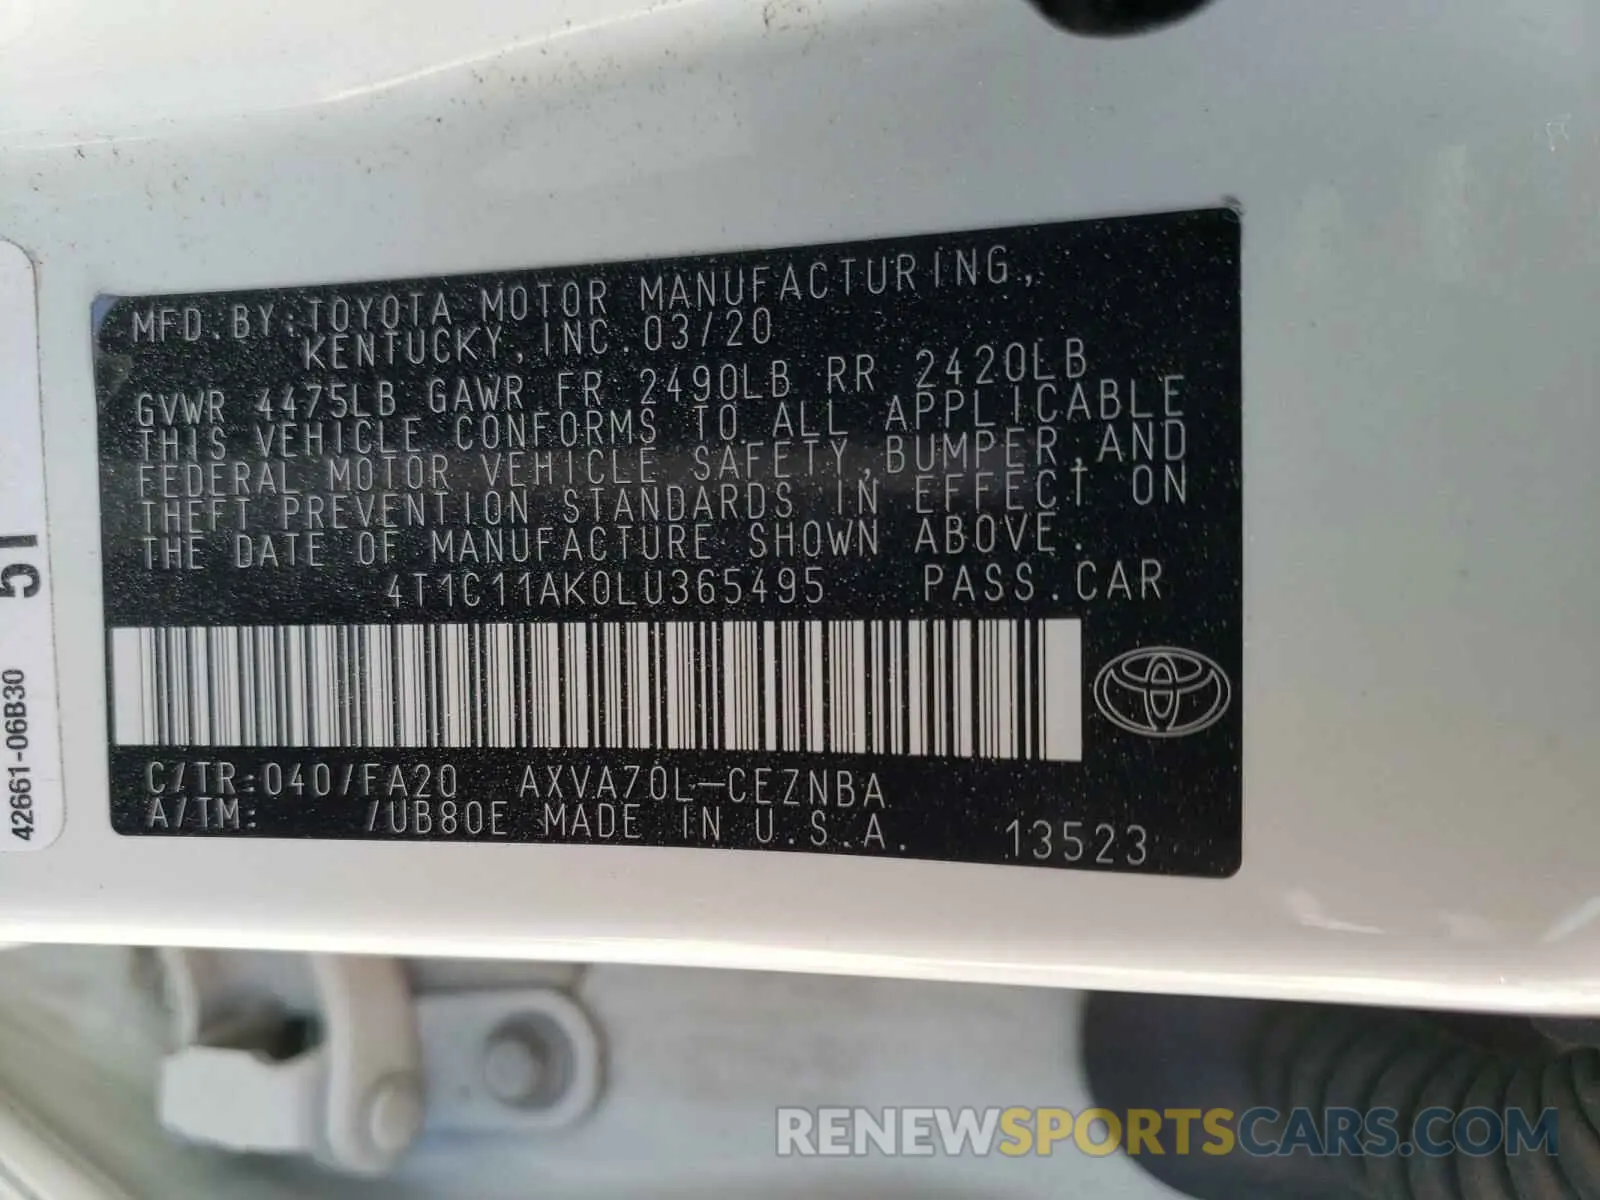 MFD. BY: TOYOTA MOTOR MANUFACTURING,
KENTUCKY, INC. 03/20
GVWR 4475LB GAWR FR 2490LB RR 2420LB
THIS VEHICLE CONFORMS TO ALL APPLICABLE
FEDERAL MOTOR VEHICLE SAFETY, BUMPER, AND
THEFT PREVENTION STANDARDS IN EFFECT ON
THE DATE OF MANUFACTURE SHOWN ABOVE.
4T1C11AK0LU365495 PASS. CAR
C/TR: 040/FA20 AXVA70L-CEZNBA
A/TM: /UB80E MADE IN U.S.A.
13523
42661-06B30
RENEWSPORTSCARS.COM